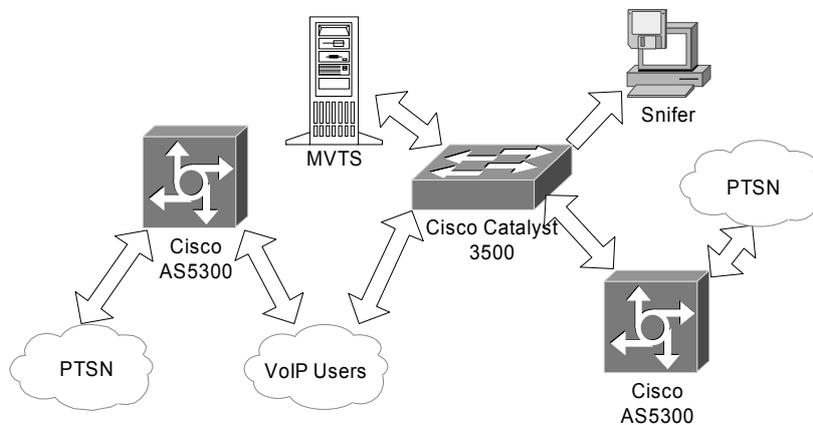 Snifer
MVTS
PTSN
Cisco Catalyst
3500
Cisco
AS5300
PTSN
VoIP Users
Cisco
AS5300